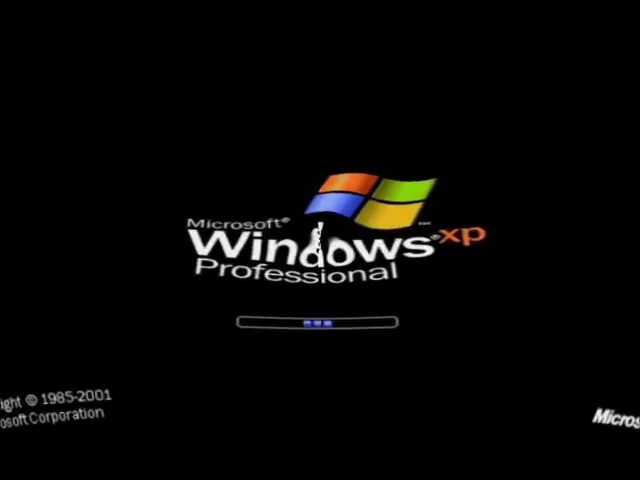 Microsoft®
Windows® xp
Professional
ight © 1985-2001
osoft Corporation
Micros